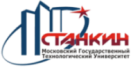 СТАНКИН
Московский Государственный
Технологический Университет